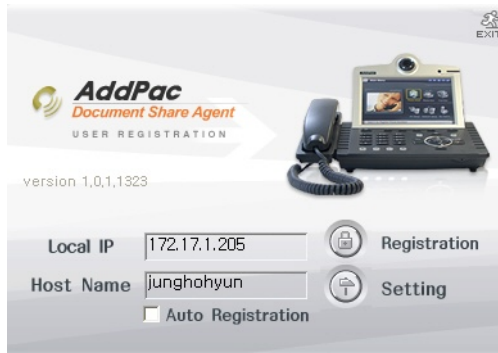 EXIT
AddPac
Document Share Agent
USER REGISTRATION
version 1,0,1,1323
Local IP 172.17.1.205 Registration
Host Name junghohyun Setting
Auto Registration